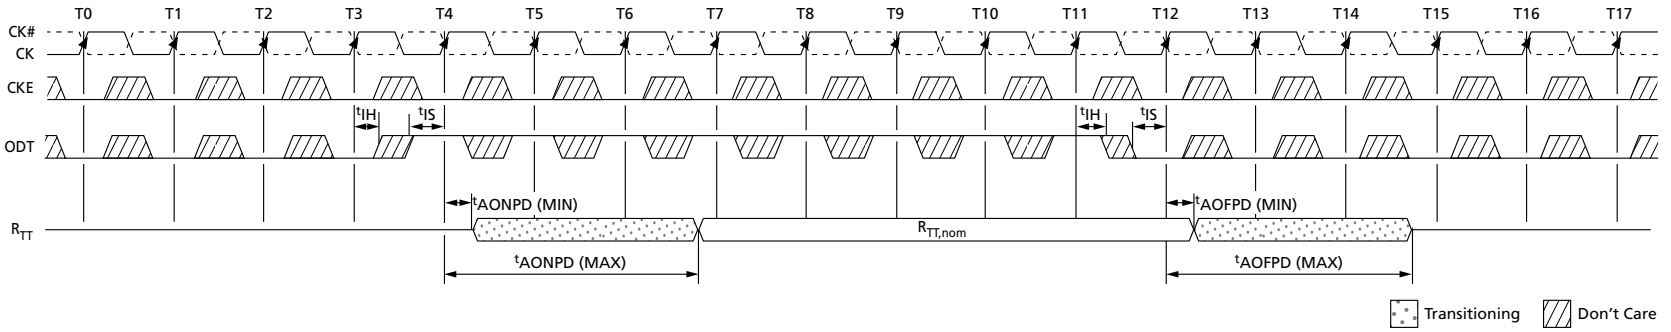 T0 T1 T2 T3 T4 T5 T6 T7 T8 T9 T10 T11 T12 T13 T14 T15 T16 T17
CK#
CK
CKE
tIH tIS tIH tIS
ODT
tAONPD (MIN) tAOFPD (MIN)
RTT RTT,nom
tAONPD (MAX) tAOFPD (MAX)
Transitioning Don't Care